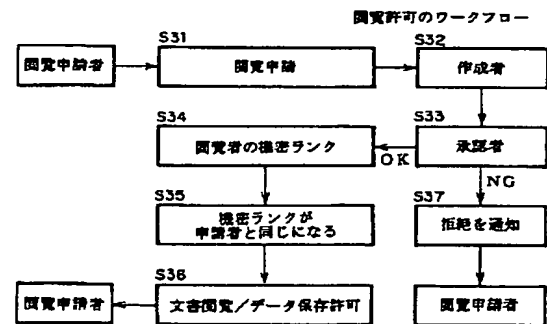 閲覧許可のワークフロー
S31
S32
閲覧申請者
閲覧申請
作成者
S34
S33
閲覧者の機密ランク
OK
承認者
NG
S35
S37
機密ランクが
申請者と同じになる
拒絶を通知
S36
閲覧申請者
文書閲覧/データ保存許可
閲覧申請者